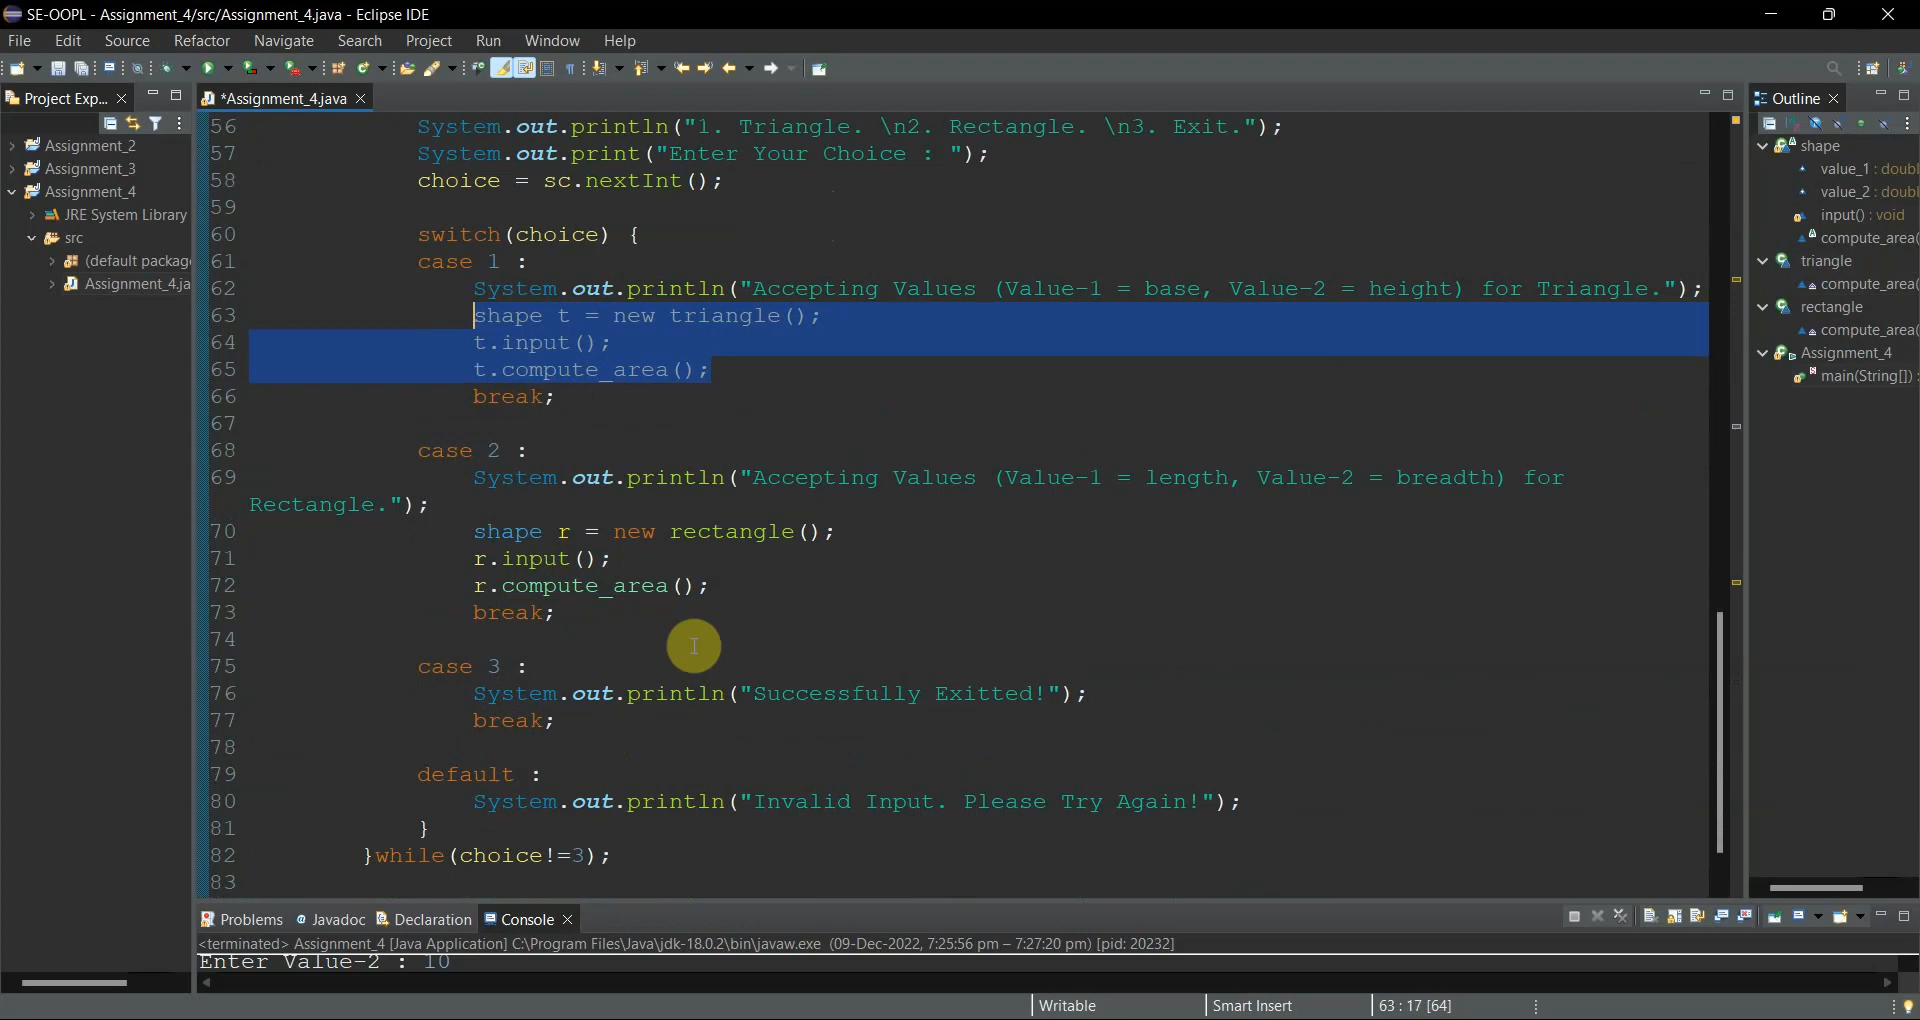 SE-OOPL - Assignment_4/src/Assignment_4.java - Eclipse IDE
File Edit Source Refactor Navigate Search Project Run Window Help
Project Exp...
*Assignment_4.java
Outline
Assignment_2
Assignment_3
Assignment_4
JRE System Library
src
(default packag
Assignment_4.ja
56 System.out.println("1. Triangle. \n2. Rectangle. \n3. Exit.");
57 System.out.print("Enter Your Choice : ");
58 choice = sc.nextInt();
59
60 switch(choice) {
61 case 1 :
62 System.out.println("Accepting Values (Value-1 = base, Value-2 = height) for Triangle.");
63 shape t = new triangle();
64 t.input();
65 t.compute_area();
66 break;
67
68 case 2 :
69 System.out.println("Accepting Values (Value-1 = length, Value-2 = breadth) for
Rectangle.");
70 shape r = new rectangle();
71 r.input();
72 r.compute_area();
73 break;
74
75 case 3 :
76 System.out.println("Successfully Exitted!");
77 break;
78
79 default :
80 System.out.println("Invalid Input. Please Try Again!");
81 }
82 }while(choice!=3);
83
shape
value_1 : doubl
value_2 : doubl
input() : void
compute_area(
triangle
compute_area(
rectangle
compute_area(
Assignment_4
main(String[]) :
Problems @ Javadoc Declaration Console
<terminated> Assignment_4 [Java Application] C:\Program Files\Java\jdk-18.0.2\bin\javaw.exe (09-Dec-2022, 7:25:56 pm – 7:27:20 pm) [pid: 20232]
Enter Value-2 : 10
Writable Smart Insert 63 : 17 [64]